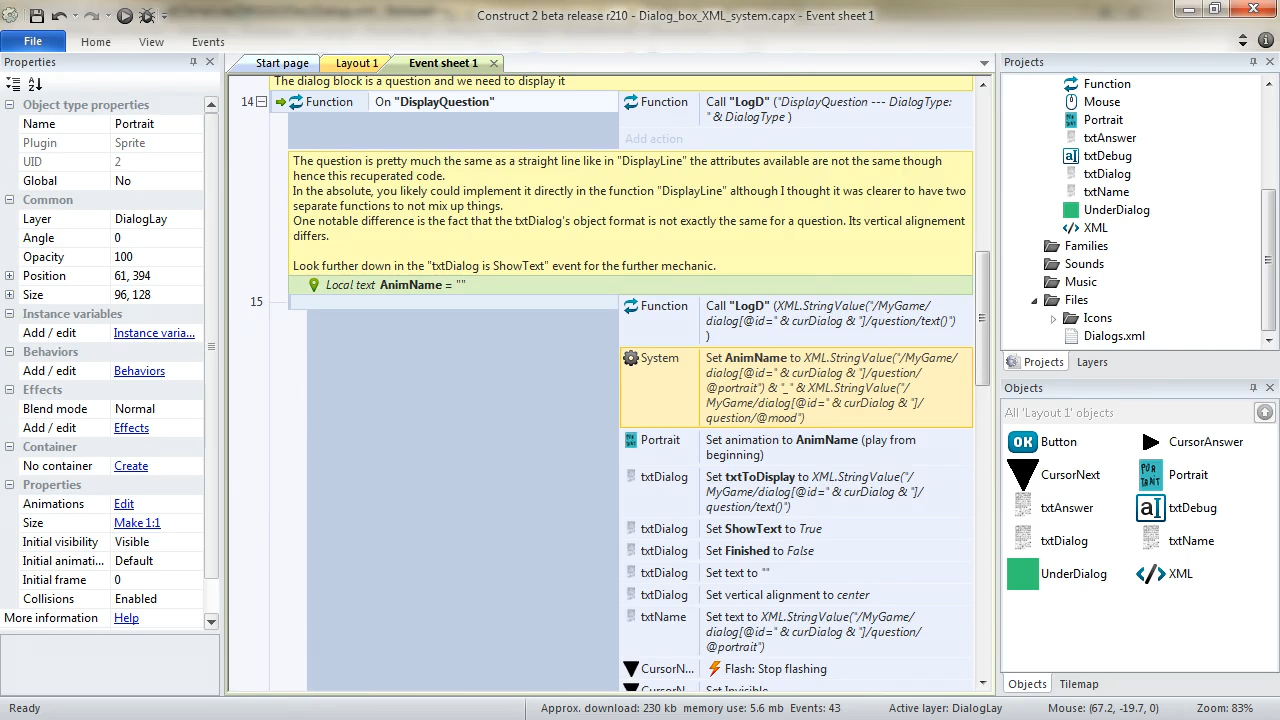 Construct 2 beta release r210 - Dialog_box_XML_system.capx - Event sheet 1
File
Home
View
Events
Properties
Object type properties
Name Portrait
Plugin Sprite
UID 2
Global No
Common
Layer DialogLay
Angle 0
Opacity 100
Position 61, 394
Size 96, 128
Instance variables
Add / edit Instance varia...
Behaviors
Add / edit Behaviors
Effects
Blend mode Normal
Add / edit Effects
Container
No container Create
Properties
Animations Edit
Size Make 1:1
Initial visibility Visible
Initial animati... Default
Initial frame 0
Collisions Enabled
More information Help
Start page
Layout 1
Event sheet 1
The dialog block is a question and we need to display it
14 Function On "DisplayQuestion"
Function Call "LogD" ("DisplayQuestion --- DialogType:
" & DialogType )
Add action
The question is pretty much the same as a straight line like in "DisplayLine" the attributes available are not the same though
hence this recuperated code.
In the absolute, you likely could implement it directly in the function "DisplayLine" although I thought it was clearer to have two
separate functions to not mix up things.
One notable difference is the fact that the txtDialog's object format is not exactly the same for a question. Its vertical alignement
differs.
Look further down in the "txtDialog is ShowText" event for the further mechanic.
Local text AnimName = ""
15
Function Call "LogD" (XML.StringValue("/MyGame/
dialog[@id=" & curDialog & "]/question/text()")
)
System Set AnimName to XML.StringValue("/MyGame/
dialog[@id=" & curDialog & "]/question/
@portrait") & "_" & XML.StringValue("/
MyGame/dialog[@id=" & curDialog & "]/
question/@mood")
Portrait Set animation to AnimName (play from
beginning)
txtDialog Set txtToDisplay to XML.StringValue("/
MyGame/dialog[@id=" & curDialog & "]/
question/text()")
txtDialog Set ShowText to True
txtDialog Set Finished to False
txtDialog Set text to ""
txtDialog Set vertical alignment to center
txtName Set text to XML.StringValue("/MyGame/
dialog[@id=" & curDialog & "]/question/
@portrait")
CursorN... Flash: Stop flashing
CursorN... Set Invisible
Projects
Function
Mouse
Portrait
txtAnswer
txtDebug
txtDialog
txtName
UnderDialog
XML
Families
Sounds
Music
Files
Icons
Dialogs.xml
Projects
Layers
Objects
All 'Layout 1' objects
OK Button
CursorAnswer
CursorNext
POR TRAIT Portrait
txtAnswer
aI txtDebug
txtDialog
txtName
UnderDialog
XML
Objects
Tilemap
Ready
Approx. download: 230 kb
memory use: 5.6 mb
Events: 43
Active layer: DialogLay
Mouse: (67.2, -19.7, 0)
Zoom: 83%